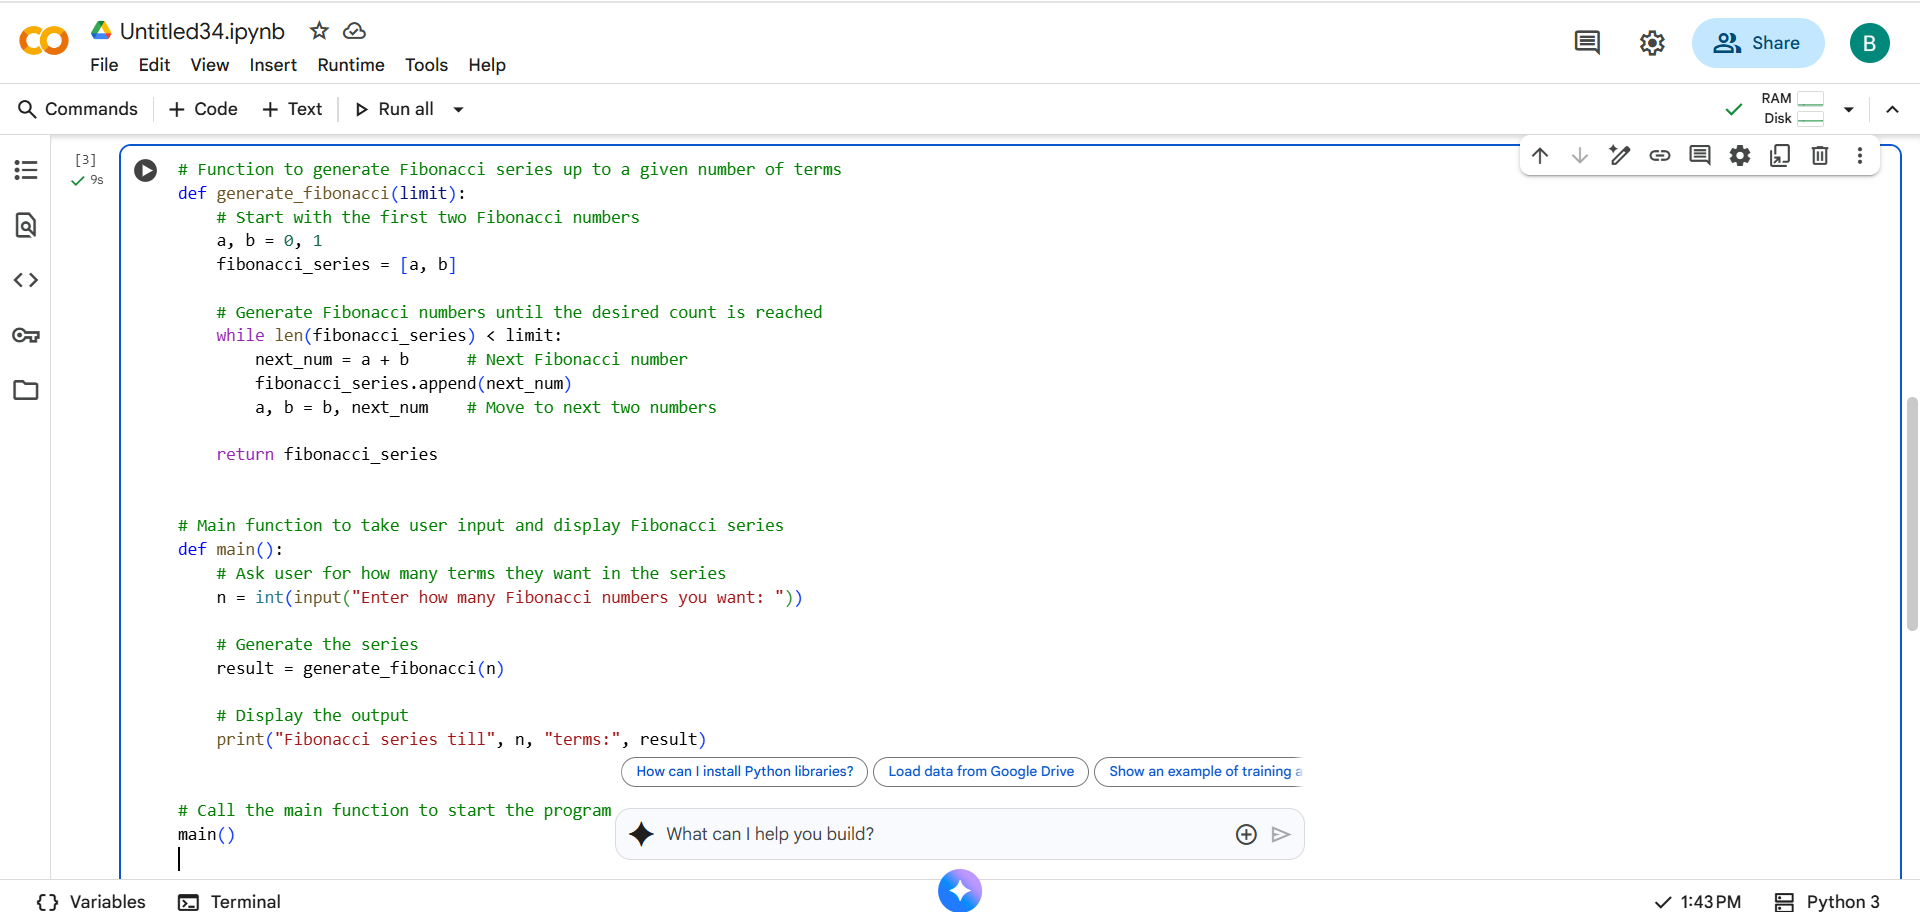 Untitled34.ipynb
File Edit View Insert Runtime Tools Help
Share
B
Commands + Code + Text Run all
RAM
Disk
[3]
9s
# Function to generate Fibonacci series up to a given number of terms
def generate_fibonacci(limit):
    # Start with the first two Fibonacci numbers
    a, b = 0, 1
    fibonacci_series = [a, b]
    # Generate Fibonacci numbers until the desired count is reached
    while len(fibonacci_series) < limit:
        next_num = a + b      # Next Fibonacci number
        fibonacci_series.append(next_num)
        a, b = b, next_num    # Move to next two numbers
    return fibonacci_series
# Main function to take user input and display Fibonacci series
def main():
    # Ask user for how many terms they want in the series
    n = int(input("Enter how many Fibonacci numbers you want: "))
    # Generate the series
    result = generate_fibonacci(n)
    # Display the output
    print("Fibonacci series till", n, "terms:", result)
How can I install Python libraries? Load data from Google Drive Show an example of training a
# Call the main function to start the program
main()
What can I help you build?
{} Variables Terminal
1:43 PM Python 3